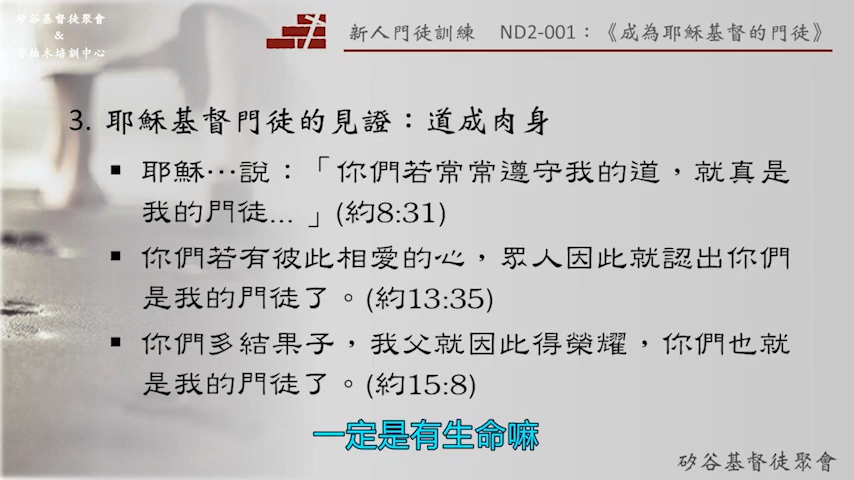 矽谷基督徒聚會
&
香柏木培訓中心
新人門徒訓練 ND2-001：《成為耶穌基督的門徒》
3. 耶穌基督門徒的見證：道成肉身
▪ 耶穌…說：「你們若常常遵守我的道，就真是
我的門徒... 」(約8:31)
▪ 你們若有彼此相愛的心，眾人因此就認出你們
是我的門徒了。(約13:35)
▪ 你們多結果子，我父就因此得榮耀，你們也就
是我的門徒了。(約15:8)
一定是有生命嘛
矽谷基督徒聚會